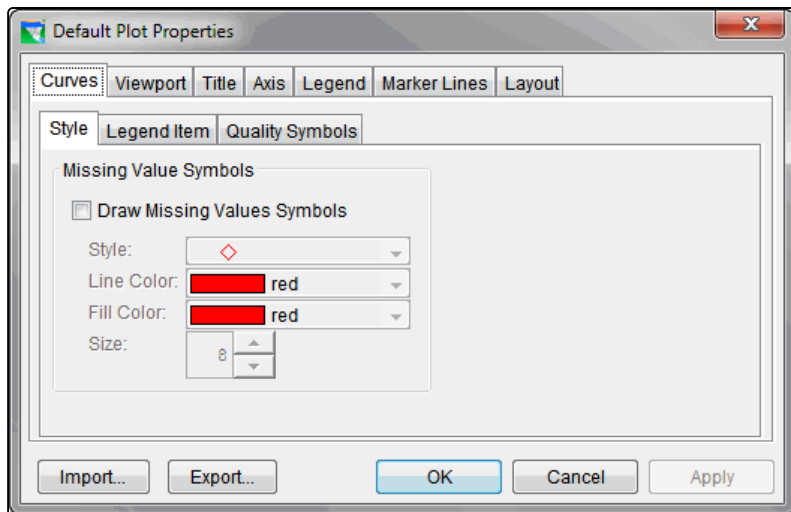 Default Plot Properties
Curves Viewport Title Axis Legend Marker Lines Layout
Style Legend Item Quality Symbols
Missing Value Symbols
Draw Missing Values Symbols
Style:
Line Color: red
Fill Color: red
Size: 8
Import... Export... OK Cancel Apply